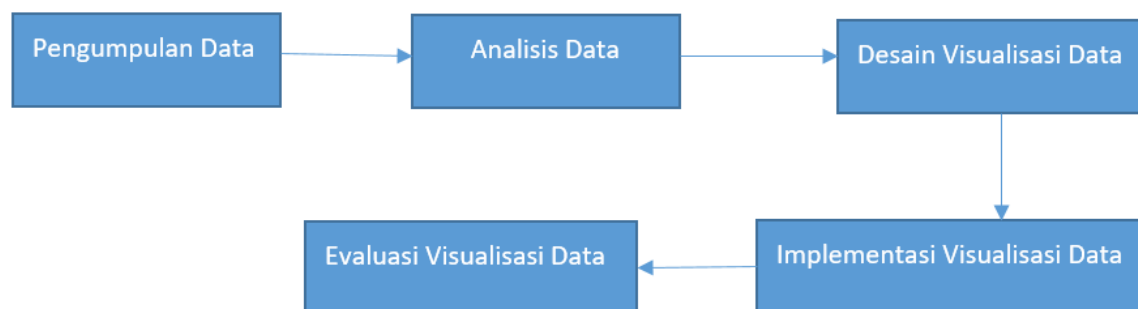 Pengumpulan Data
Analisis Data
Desain Visualisasi Data
Implementasi Visualisasi Data
Evaluasi Visualisasi Data